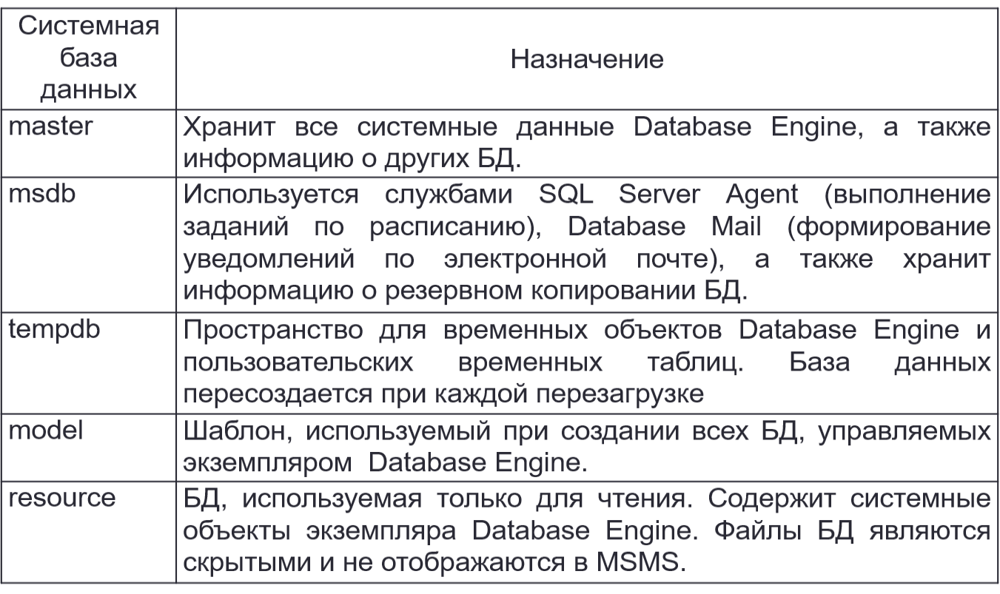 Системная
база
данных
Назначение
master
Хранит все системные данные Database Engine, а также
информацию о других БД.
msdb
Используется службами SQL Server Agent (выполнение
заданий по расписанию), Database Mail (формирование
уведомлений по электронной почте), а также хранит
информацию о резервном копировании БД.
tempdb
Пространство для временных объектов Database Engine и
пользовательских временных таблиц. База данных
пересоздается при каждой перезагрузке
model
Шаблон, используемый при создании всех БД, управляемых
экземпляром Database Engine.
resource
БД, используемая только для чтения. Содержит системные
объекты экземпляра Database Engine. Файлы БД являются
скрытыми и не отображаются в MSMS.